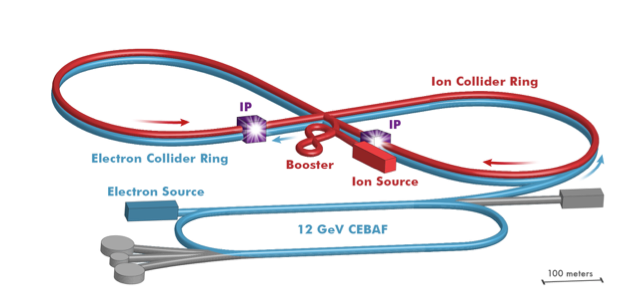 Ion Collider Ring
IP
IP
Electron Collider Ring
Booster
Ion Source
Electron Source
12 GeV CEBAF
100 meters